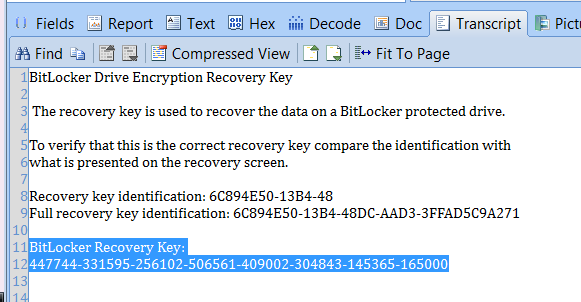 Fields Report Text Hex Decode Doc Transcript
Find Compressed View Fit To Page
1 BitLocker Drive Encryption Recovery Key
2
3 The recovery key is used to recover the data on a BitLocker protected drive.
4
5 To verify that this is the correct recovery key compare the identification with
6 what is presented on the recovery screen.
7
8 Recovery key identification: 6C894E50-13B4-48
9 Full recovery key identification: 6C894E50-13B4-48DC-AAD3-3FFAD5C9A271
10
11 BitLocker Recovery Key:
12 447744-331595-256102-506561-409002-304843-145365-165000
13
14